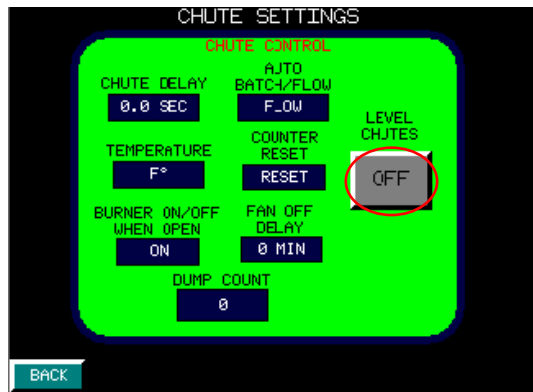 CHUTE SETTINGS
CHUTE CONTROL
CHUTE DELAY
0.0 SEC
AUTO
BATCH/FLOW
FLOW
LEVEL
CHUTES
OFF
TEMPERATURE
F°
COUNTER
RESET
RESET
BURNER ON/OFF
WHEN OPEN
ON
FAN OFF
DELAY
0 MIN
DUMP COUNT
0
BACK